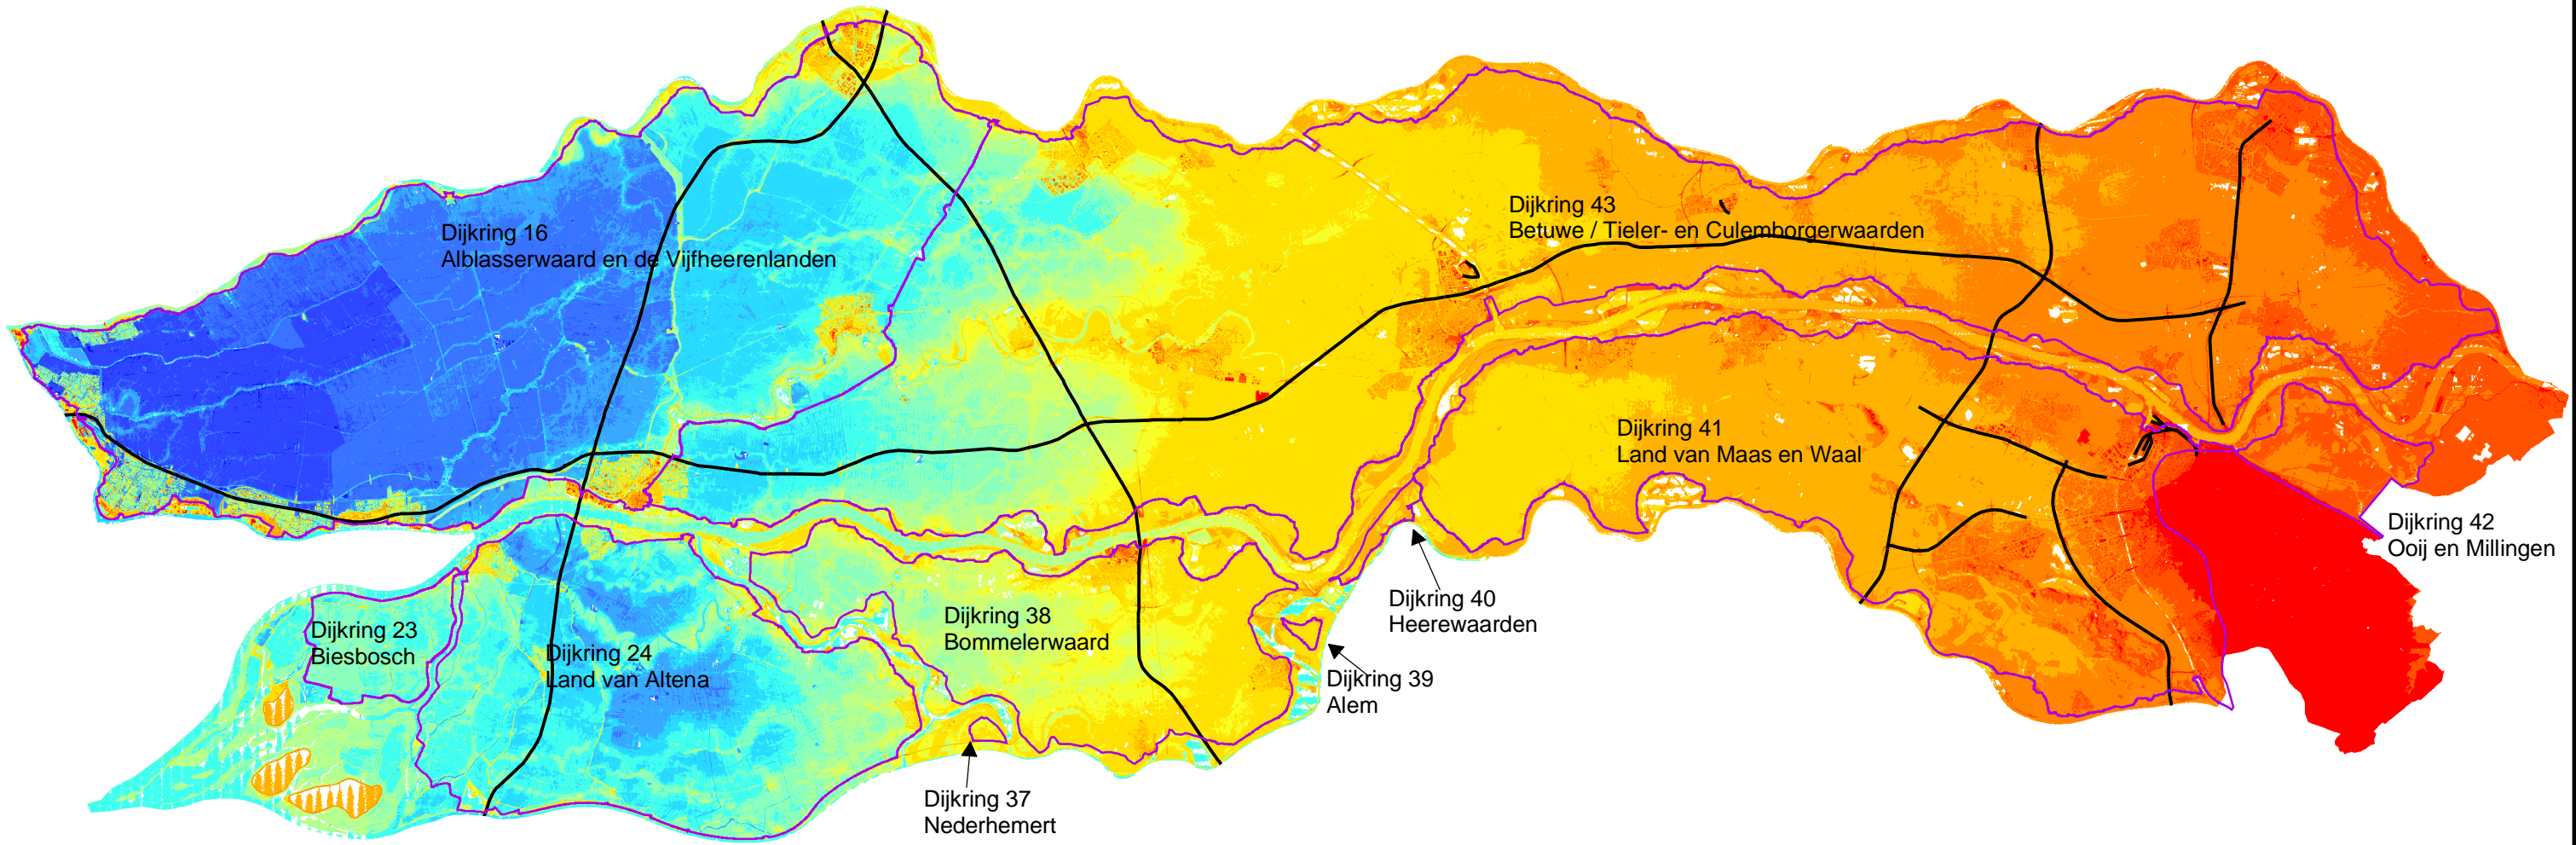 Dijkring 16
Alblasserwaard en de Vijfheerenlanden
Dijkring 43
Betuwe / Tieler- en Culemborgerwaarden
Dijkring 41
Land van Maas en Waal
Dijkring 42
Ooij en Millingen
Dijkring 40
Heerewaarden
Dijkring 38
Bommelerwaard
Dijkring 23
Biesbosch
Dijkring 24
Land van Altena
Dijkring 39
Alem
Dijkring 37
Nederhemert